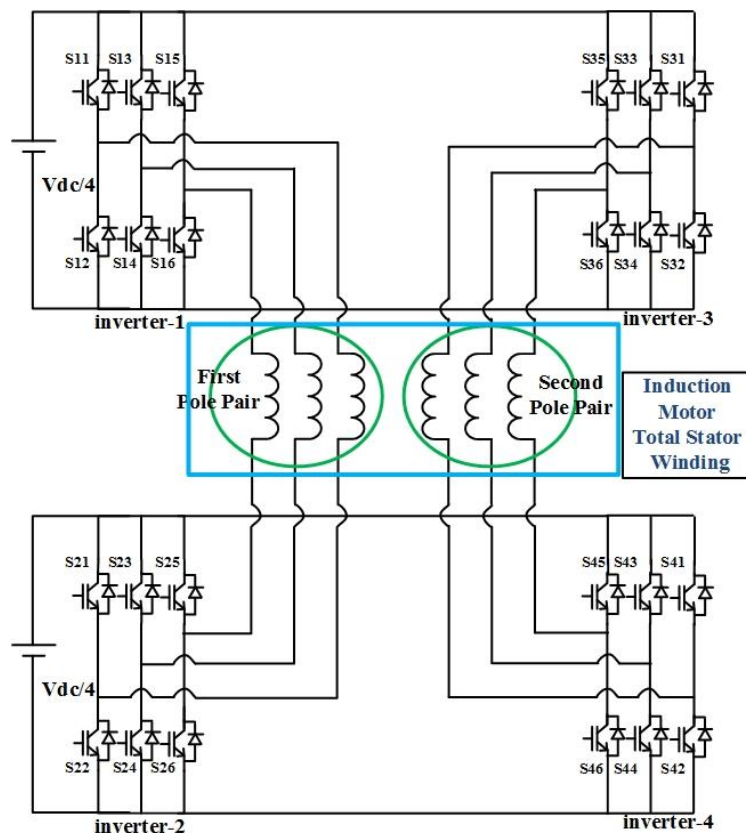 S11 S13 S15
S35 S33 S31
Vdc/4
S12 S14 S16
S36 S34 S32
inverter-1
inverter-3
First
Pole Pair
Second
Pole Pair
Induction
Motor
Total Stator
Winding
S21 S23 S25
S45 S43 S41
Vdc/4
S22 S24 S26
S46 S44 S42
inverter-2
inverter-4